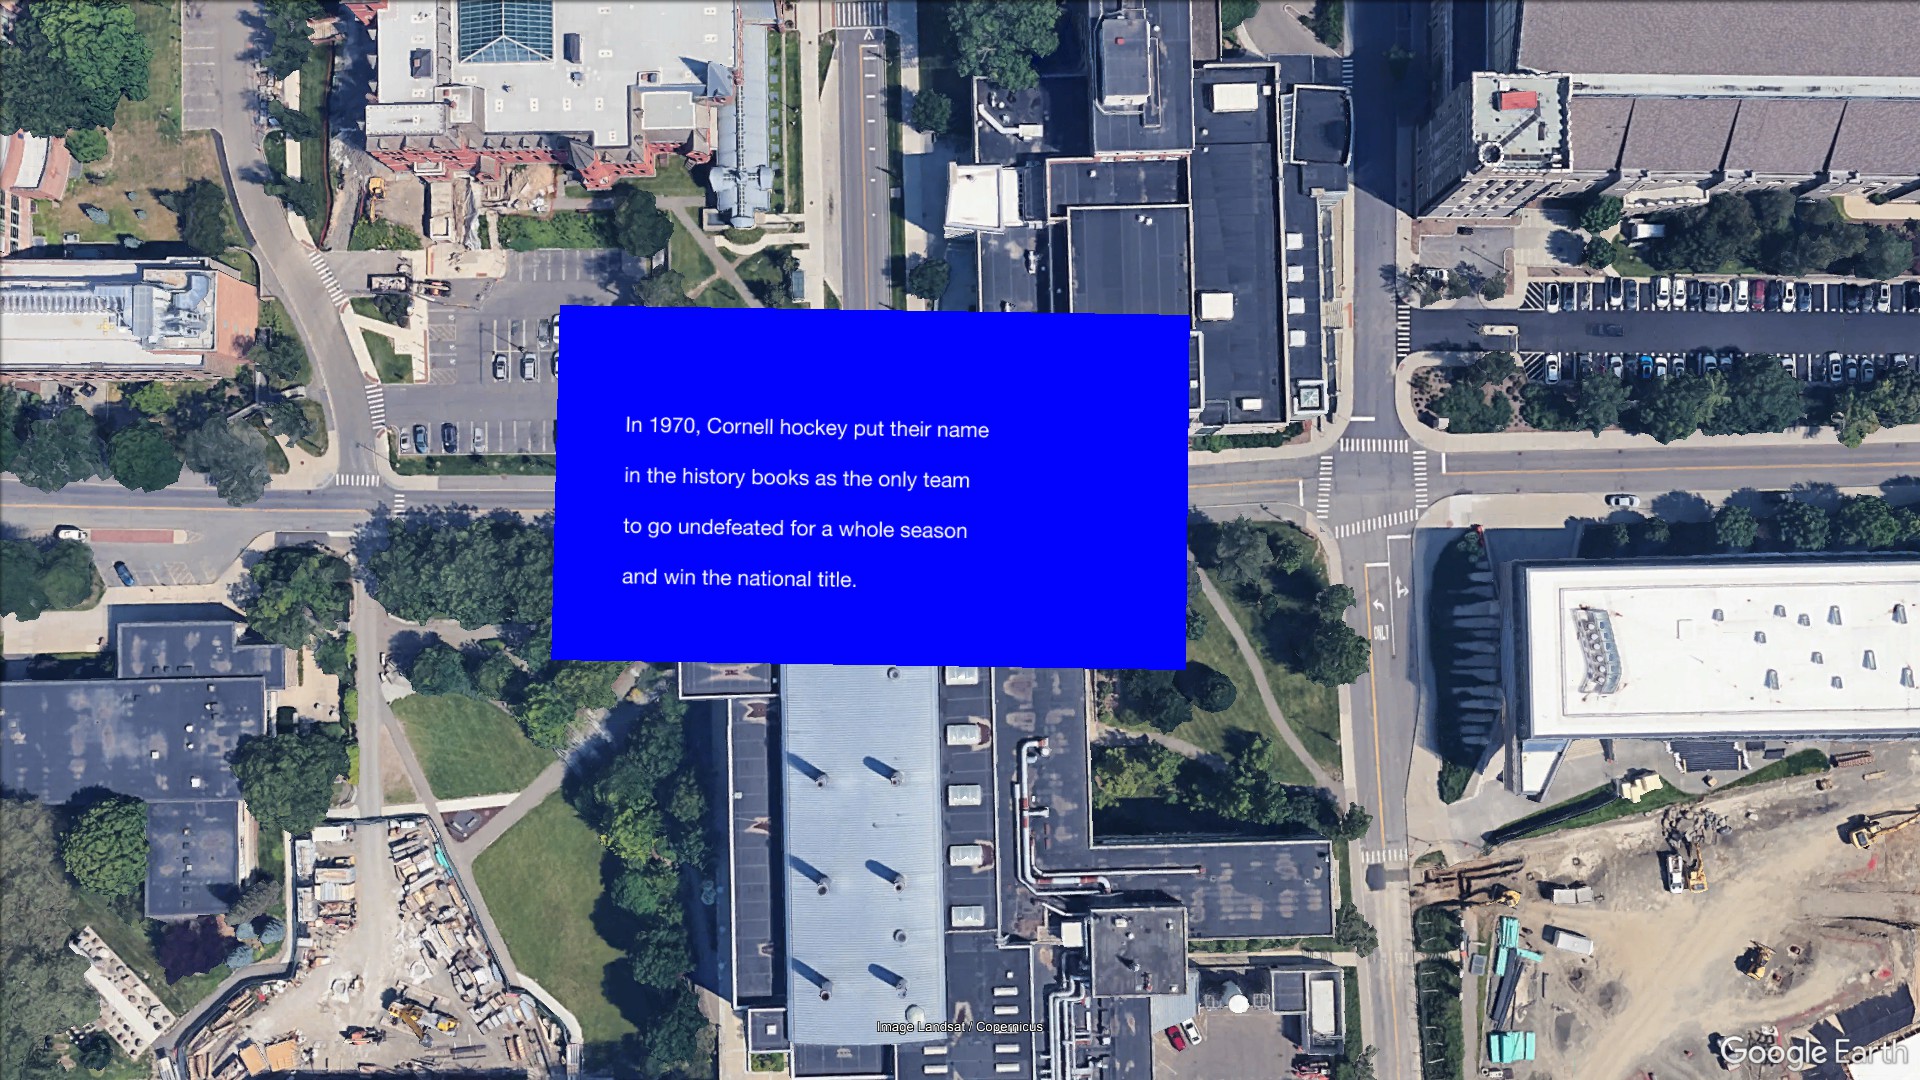 In 1970, Cornell hockey put their name
in the history books as the only team
to go undefeated for a whole season
and win the national title.
ONLY
Image Landsat / Copernicus
Google Earth